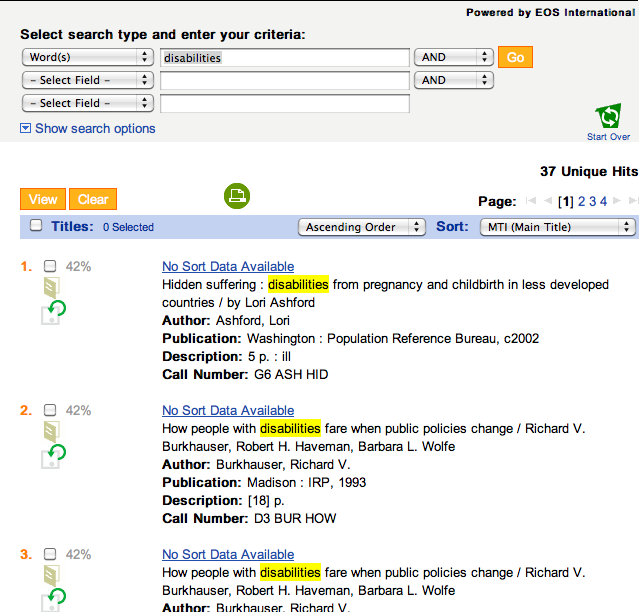 Powered by EOS International
Select search type and enter your criteria:
Word(s) disabilities AND Go
– Select Field – AND
– Select Field –
Show search options
Start Over
37 Unique Hits
View Clear Page: [1] 2 3 4
Titles: 0 Selected Ascending Order Sort: MTI (Main Title)
1. 42% No Sort Data Available
Hidden suffering : disabilities from pregnancy and childbirth in less developed
countries / by Lori Ashford
Author: Ashford, Lori
Publication: Washington : Population Reference Bureau, c2002
Description: 5 p. : ill
Call Number: G6 ASH HID
2. 42% No Sort Data Available
How people with disabilities fare when public policies change / Richard V.
Burkhauser, Robert H. Haveman, Barbara L. Wolfe
Author: Burkhauser, Richard V.
Publication: Madison : IRP, 1993
Description: [18] p.
Call Number: D3 BUR HOW
3. 42% No Sort Data Available
How people with disabilities fare when public policies change / Richard V.
Burkhauser, Robert H. Haveman, Barbara L. Wolfe
Author: Burkhauser, Richard V.